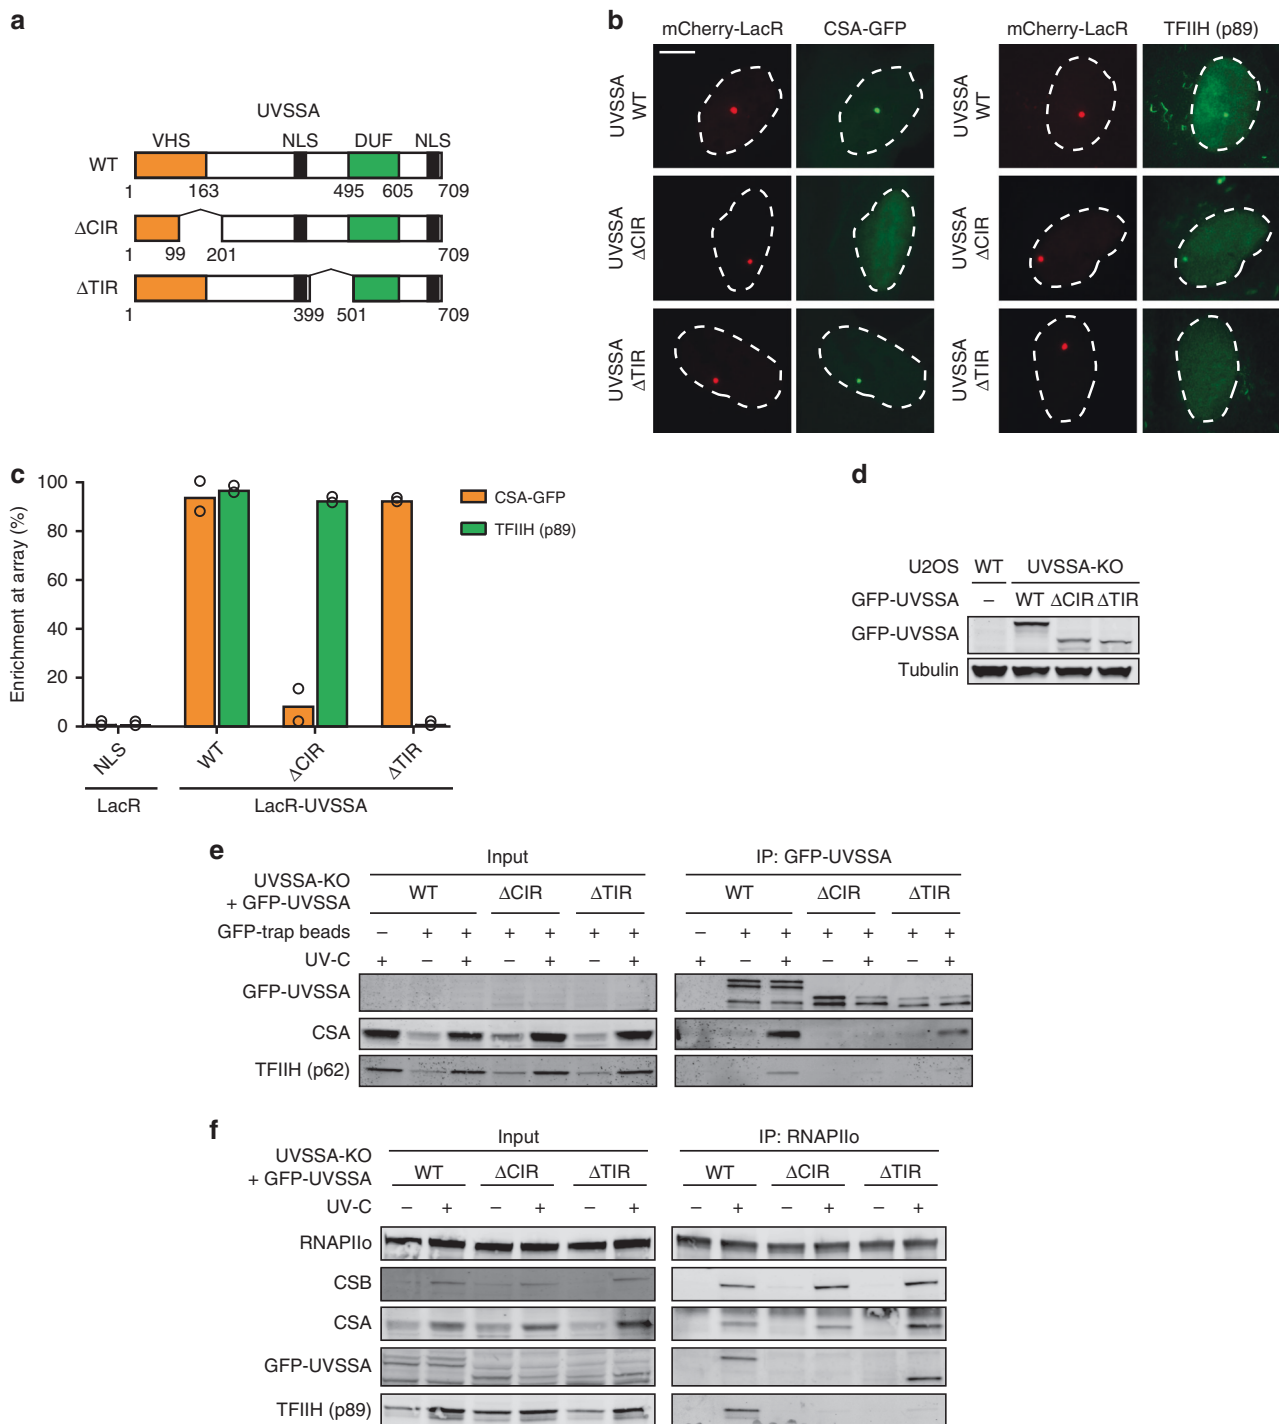 a
UVSSA
VHS NLS DUF NLS
WT
1 163 495 605 709
ΔCIR
1 99 201 709
ΔTIR
1 399 501 709
b
mCherry-LacR CSA-GFP mCherry-LacR TFIIH (p89)
UVSSA WT
UVSSA WT
UVSSA ΔCIR
UVSSA ΔCIR
UVSSA ΔTIR
UVSSA ΔTIR
c
Enrichment at array (%)
100
80
60
40
20
0
CSA-GFP
TFIIH (p89)
NLS WT ΔCIR ΔTIR
LacR LacR-UVSSA
d
U2OS WT UVSSA-KO
GFP-UVSSA – WT ΔCIR ΔTIR
GFP-UVSSA
Tubulin
e
Input IP: GFP-UVSSA
UVSSA-KO
+ GFP-UVSSA
WT ΔCIR ΔTIR WT ΔCIR ΔTIR
GFP-trap beads – + + + + + + – + + + + + +
UV-C + – + – + – + + – + – + – +
GFP-UVSSA
CSA
TFIIH (p62)
f
Input IP: RNAPIIo
UVSSA-KO
+ GFP-UVSSA
WT ΔCIR ΔTIR WT ΔCIR ΔTIR
UV-C – + – + – + – + – + – +
RNAPIIo
CSB
CSA
GFP-UVSSA
TFIIH (p89)